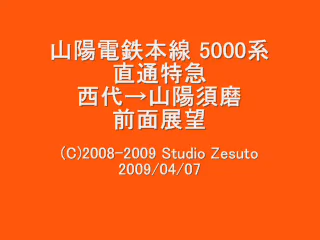 山陽電鉄本線 5000系
直通特急
西代→山陽須磨
前面展望
(C)2008-2009 Studio Zesuto
2009/04/07